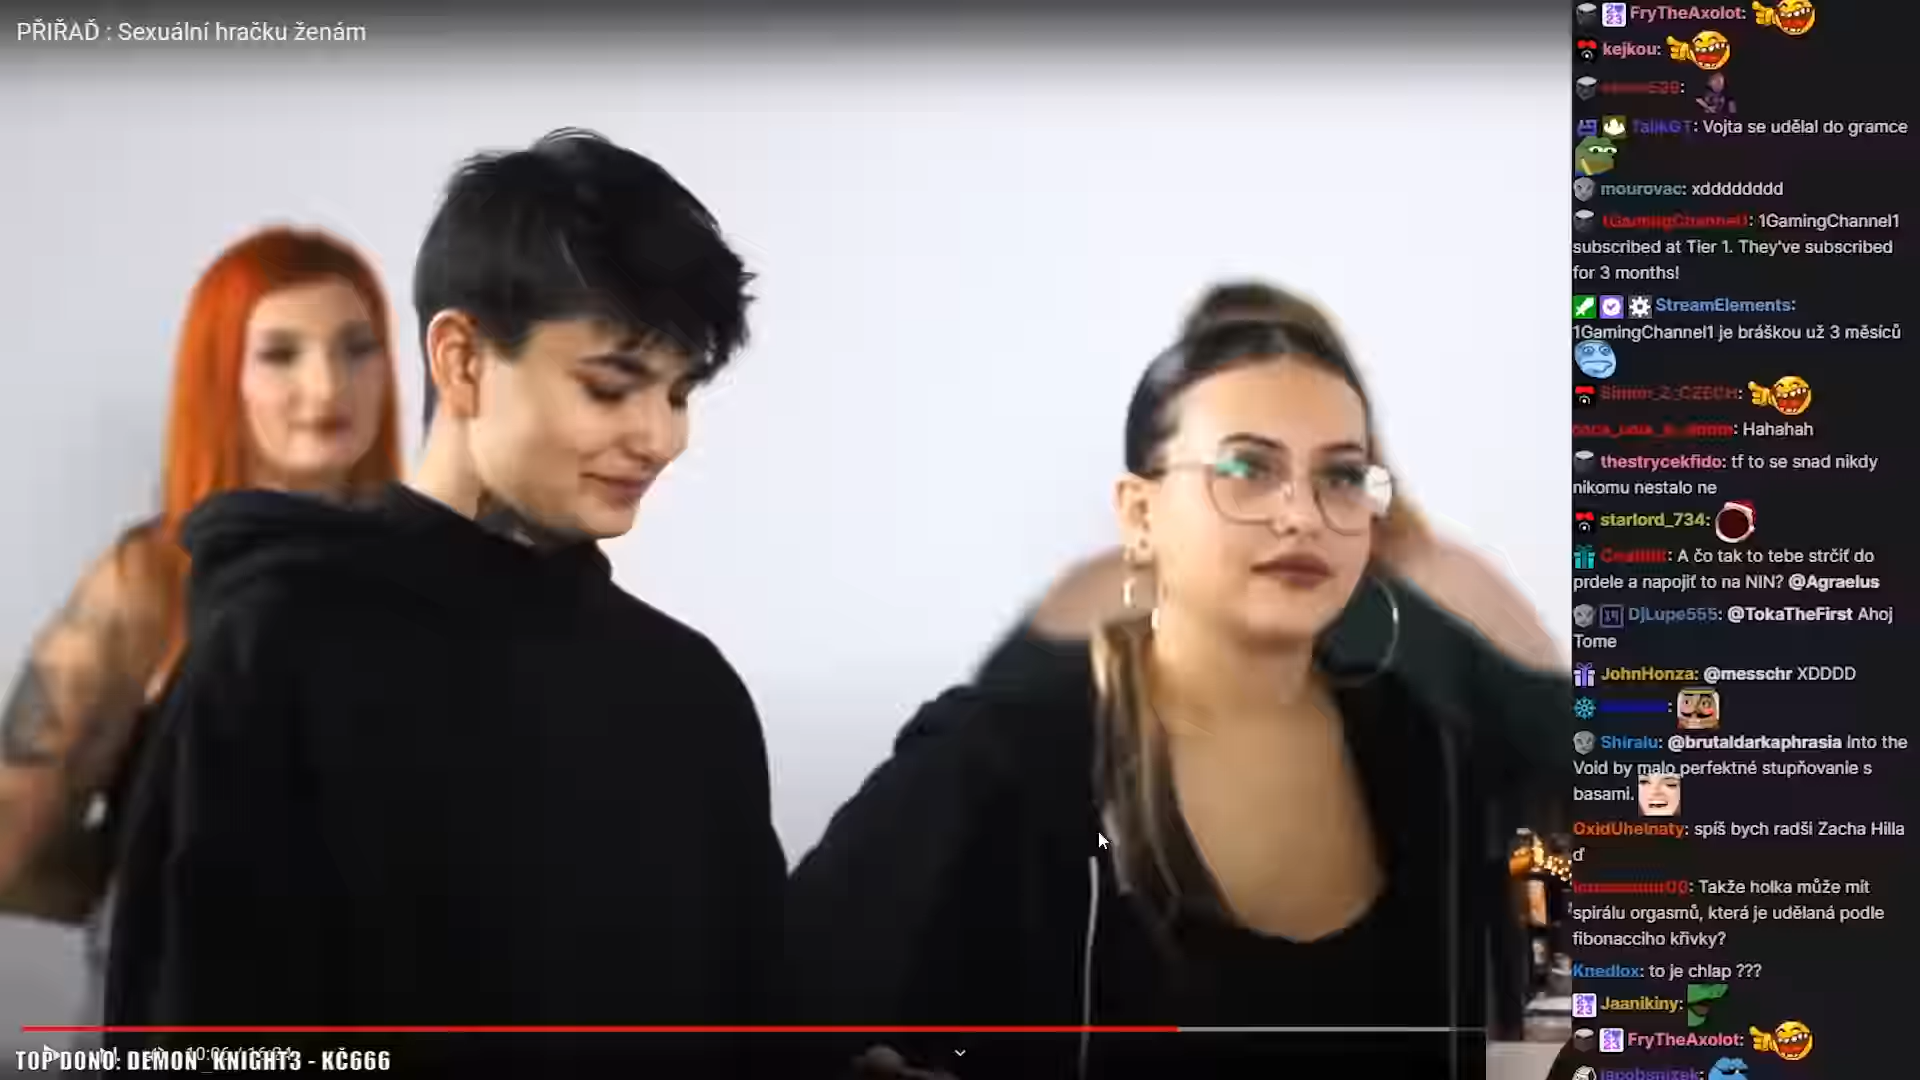 PŘIŘAĎ : Sexuální hračku ženám
TOP DONO: DEMON_KNIGHT3 - KČ666
FryTheAxolot:
kejkou:
TalikGT: Vojta se udělal do gramce
mourovac: xdddddddd
1GamingChannel1: 1GamingChannel1
subscribed at Tier 1. They've subscribed
for 3 months!
StreamElements:
1GamingChannel1 je bráškou už 3 měsíců
Simon_2_CZECH:
: Hahahah
thestrycekfido: tf to se snad nikdy
nikomu nestalo ne
starlord_734:
: A čo tak to tebe strčiť do
prdele a napojiť to na NIN? @Agraelus
DjLupe555: @TokaTheFirst Ahoj
Tome
JohnHonza: @messchr XDDDD
Shiralu: @brutaldarkaphrasia Into the
Void by malo perfektné stupňovanie s
basami.
OxidUhelnaty: spíš bych radši Zacha Hilla
ď
: Takže holka může mít
spirálu orgasmů, která je udělaná podle
fibonacciho křivky?
Knedlox: to je chlap ???
Jaanikiny:
FryTheAxolot: